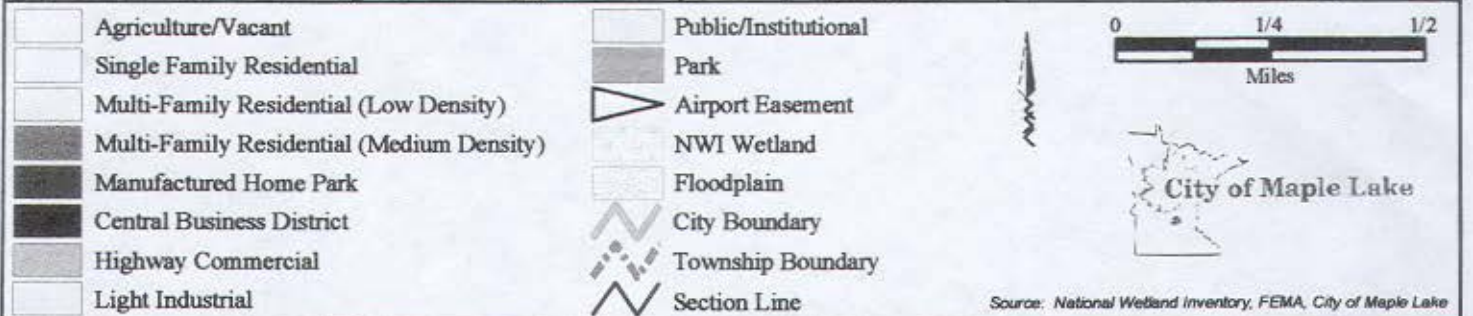 Agriculture/Vacant
Single Family Residential
Multi-Family Residential (Low Density)
Multi-Family Residential (Medium Density)
Manufactured Home Park
Central Business District
Highway Commercial
Light Industrial
Public/Institutional
Park
Airport Easement
NWI Wetland
Floodplain
City Boundary
Township Boundary
Section Line
0 1/4 1/2
Miles
City of Maple Lake
Source: National Wetland Inventory, FEMA, City of Maple Lake